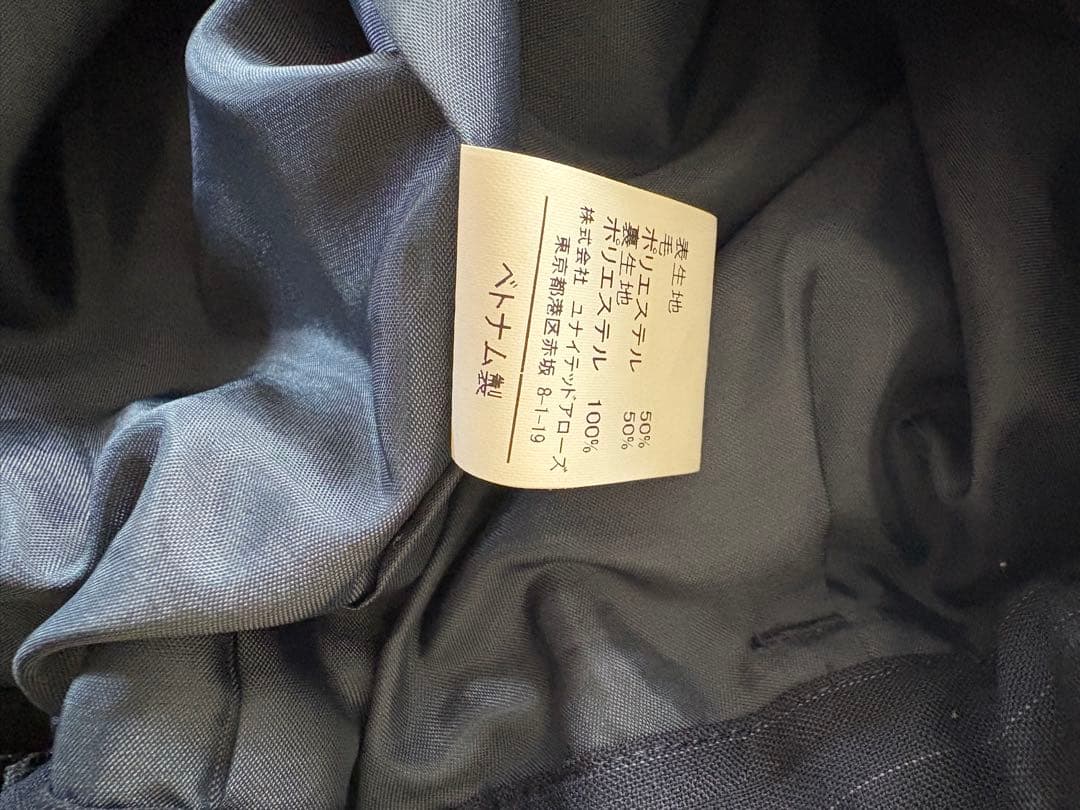 表生地
毛 50%
ポリエステル 50%
裏生地
ポリエステル 100%
株式会社 ユナイテッドアローズ
東京都港区赤坂 8-1-19
ベトナム製